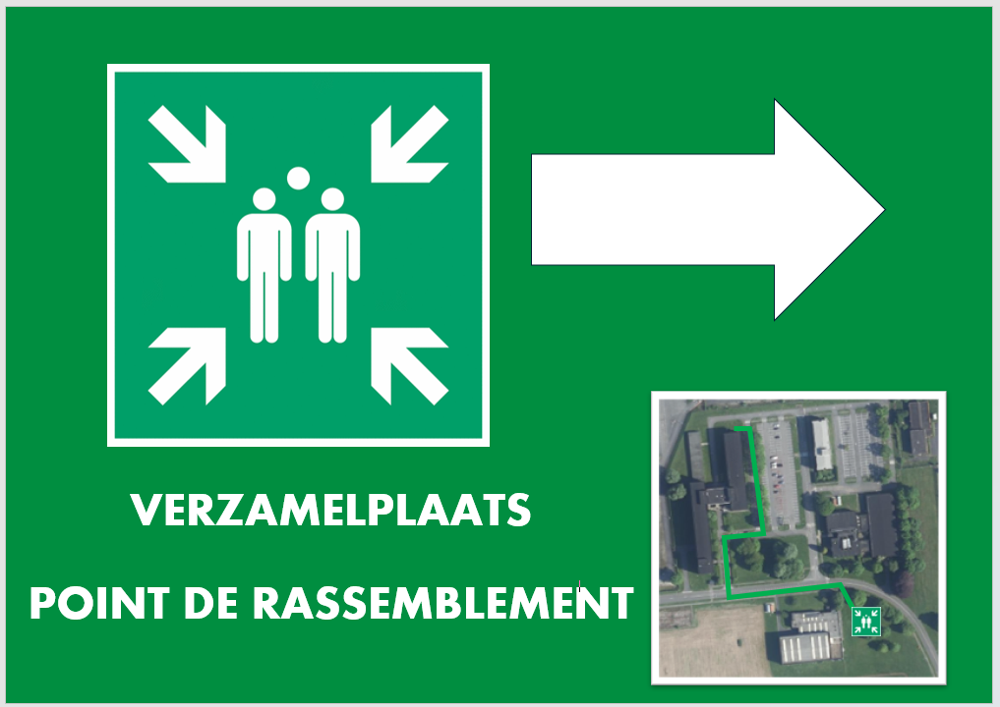 VERZAMELPLAATS
POINT DE RASSEMBLEMENT